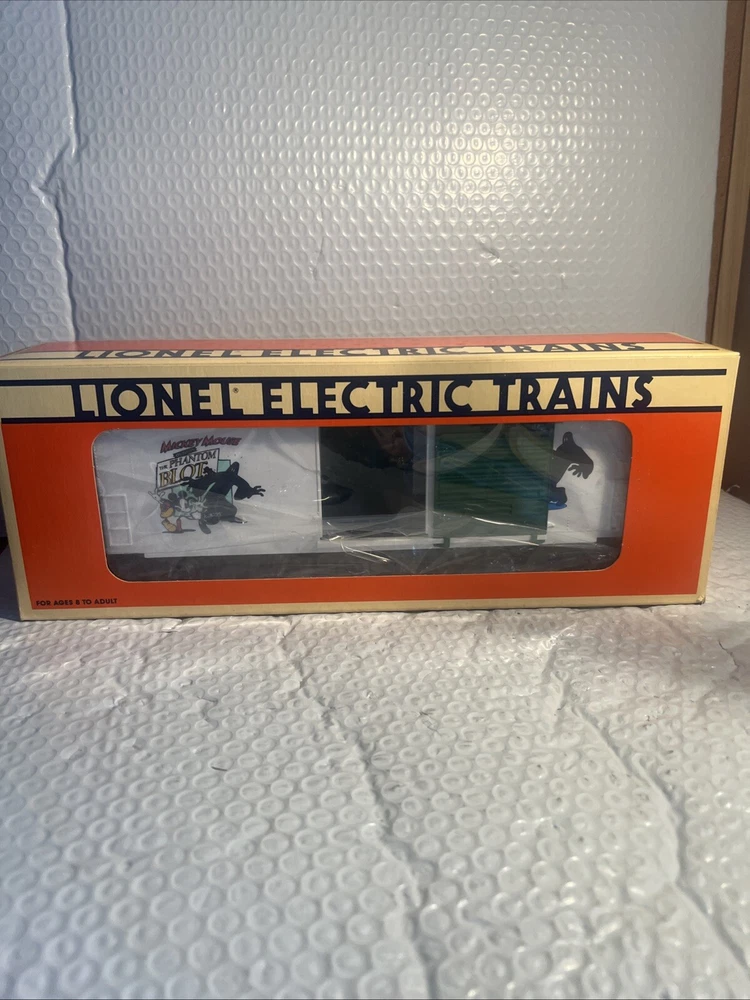 LIONEL ELECTRIC TRAINS
LIONEL® ELECTRIC TRAINS
MICKEY MOUSE
THE PHANTOM
BLOT
FOR AGES 8 TO ADULT